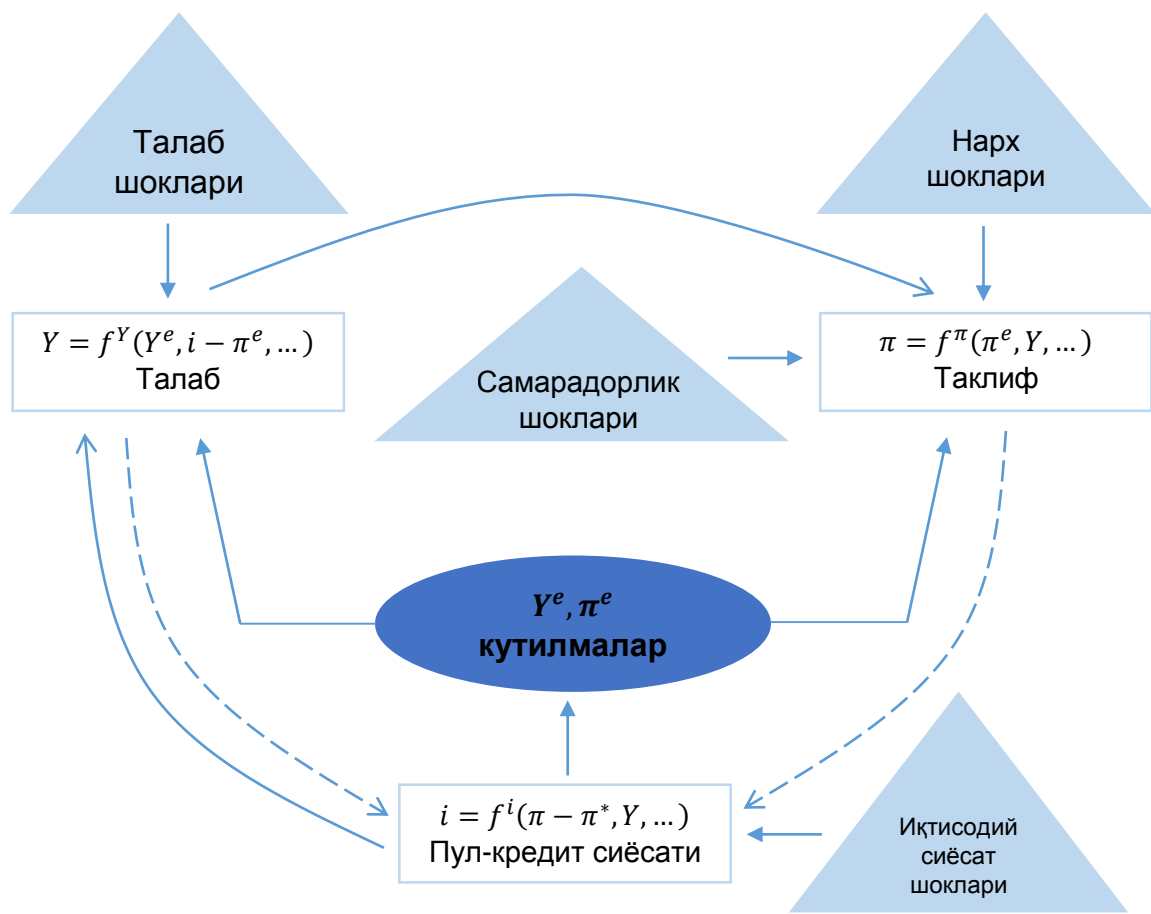 Талаб
шоклари
Нарх
шоклари
𝑌 = 𝑓^𝑌(𝑌^𝑒, 𝑖 − 𝜋^𝑒, …)
Талаб
Самарадорлик
шоклари
𝜋 = 𝑓^𝜋(𝜋^𝑒, 𝑌, …)
Таклиф
𝒀^𝒆, 𝝅^𝒆
кутилмалар
𝑖 = 𝑓^𝑖(𝜋 − 𝜋^*, 𝑌, …)
Пул-кредит сиёсати
Иқтисодий
сиёсат
шоклари